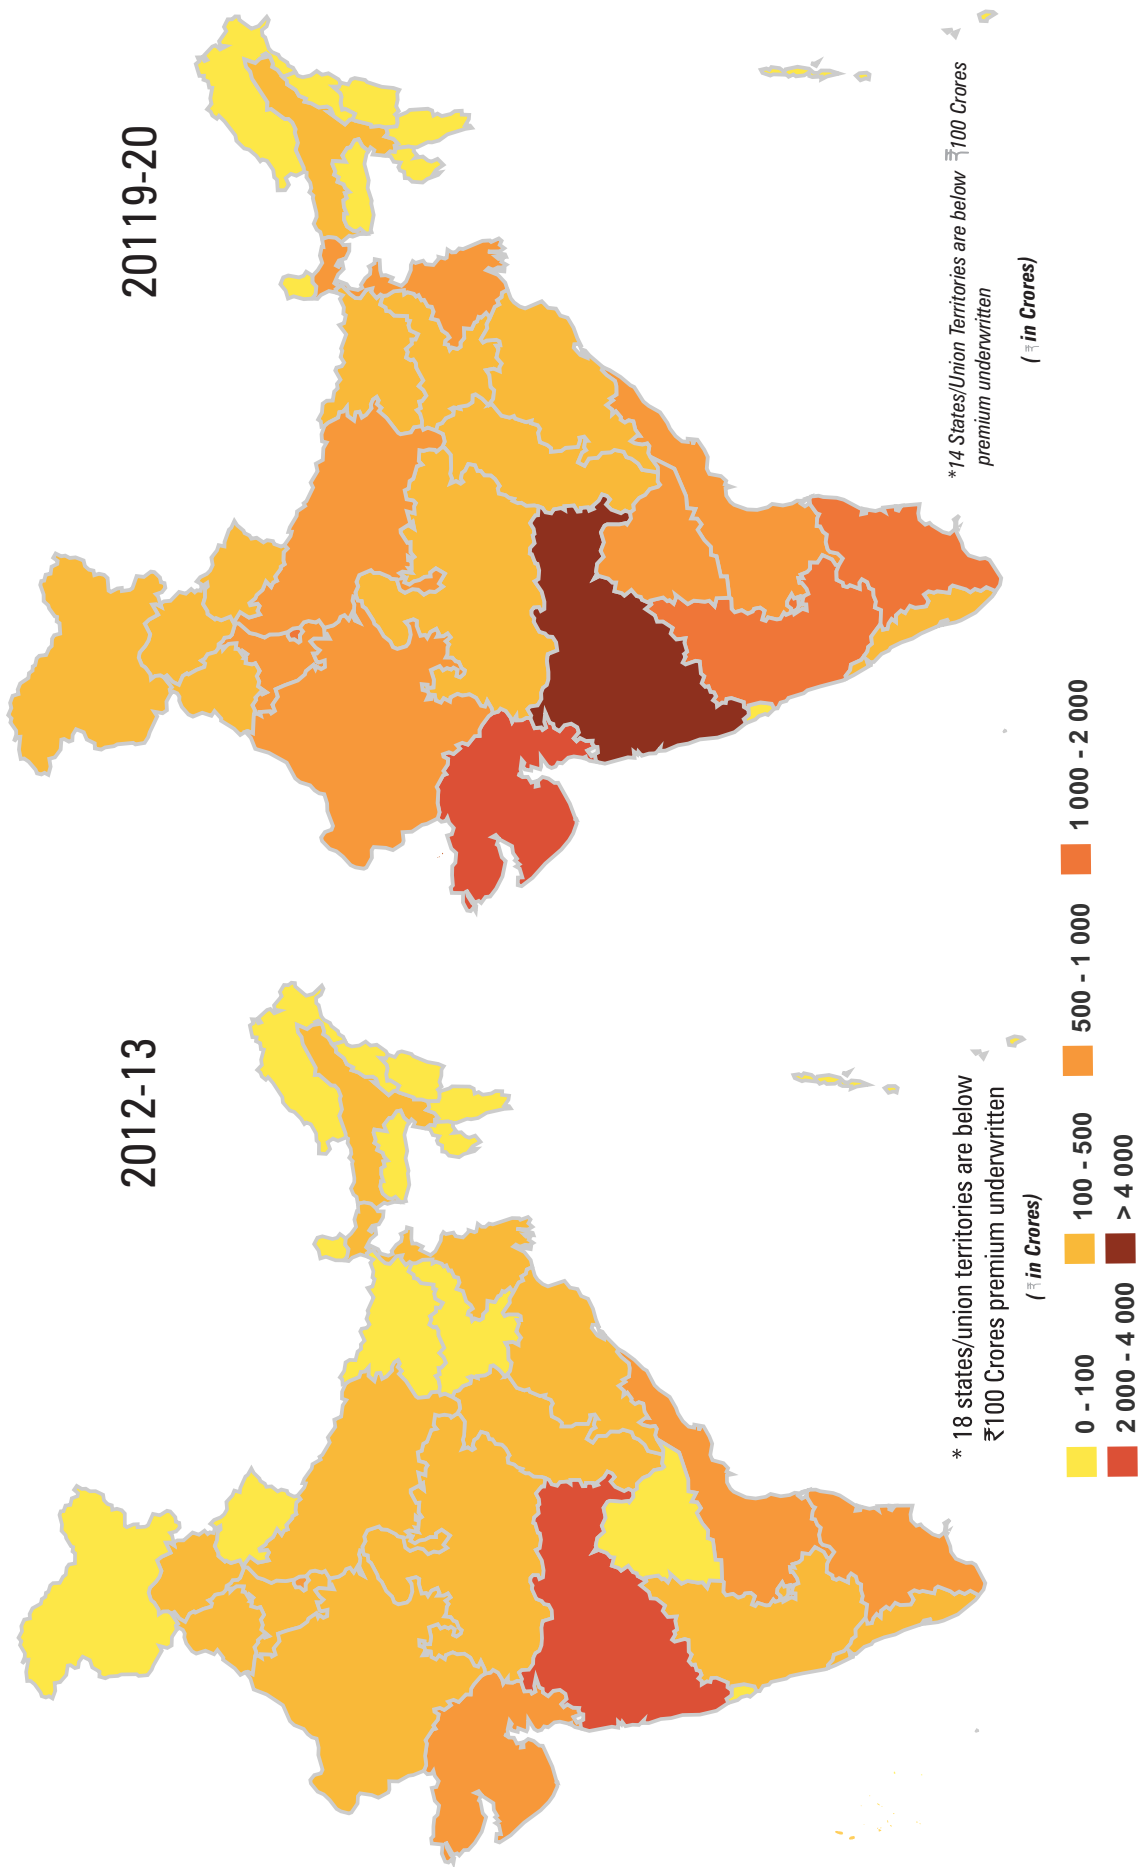 2012-13
20119-20
* 18 states/union territories are below
₹100 Crores premium underwritten
(₹ in Crores)
*14 States/Union Territories are below ₹100 Crores
premium underwritten
(₹ in Crores)
0 - 100
100 - 500
500 - 1 000
1 000 - 2 000
2 000 - 4 000
> 4 000